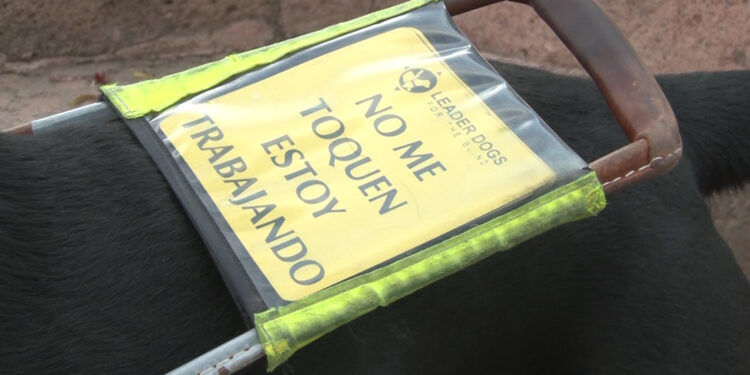 LEADER DOGS
FOR THE BLIND
NO ME
TOQUEN
ESTOY
TRABAJANDO